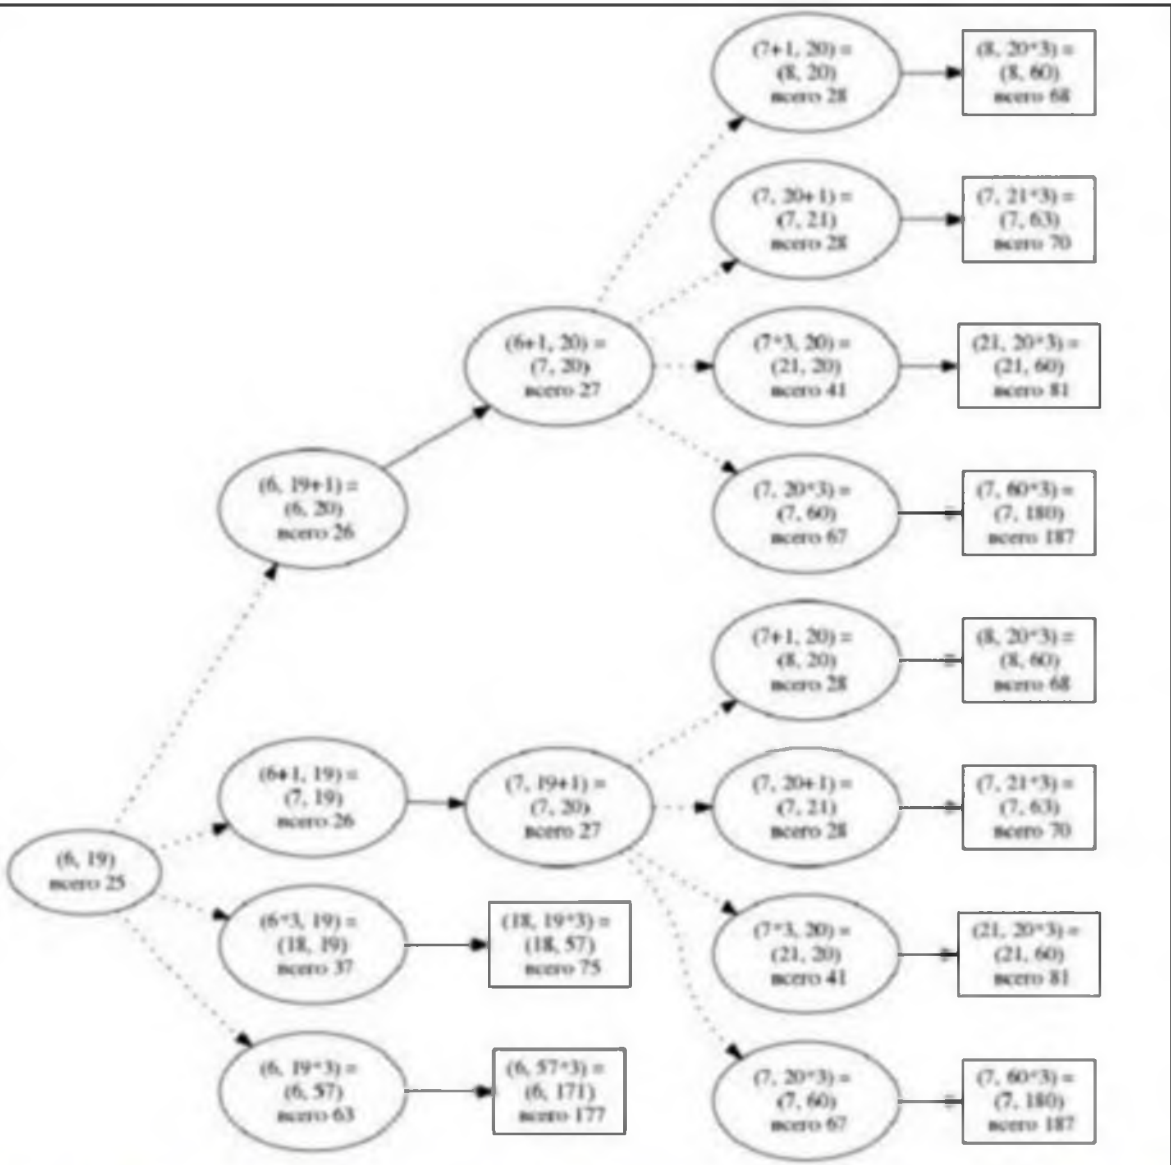 (7+1, 20) =
(8, 20)
всего 28
(8, 20*3) =
(8, 60)
всего 68
(7, 20+1) =
(7, 21)
всего 28
(7, 21*3) =
(7, 63)
всего 70
(6+1, 20) =
(7, 20)
всего 27
(7*3, 20) =
(21, 20)
всего 41
(21, 20*3) =
(21, 60)
всего 81
(6, 19+1) =
(6, 20)
всего 26
(7, 20*3) =
(7, 60)
всего 67
(7, 60*3) =
(7, 180)
всего 187
(7+1, 20) =
(8, 20)
всего 28
(8, 20*3) =
(8, 60)
всего 68
(6+1, 19) =
(7, 19)
всего 26
(7, 19+1) =
(7, 20)
всего 27
(7, 20+1) =
(7, 21)
всего 28
(7, 21*3) =
(7, 63)
всего 70
(6, 19)
всего 25
(6*3, 19) =
(18, 19)
всего 37
(18, 19*3) =
(18, 57)
всего 75
(7*3, 20) =
(21, 20)
всего 41
(21, 20*3) =
(21, 60)
всего 81
(6, 19*3) =
(6, 57)
всего 63
(6, 57*3) =
(6, 171)
всего 177
(7, 20*3) =
(7, 60)
всего 67
(7, 60*3) =
(7, 180)
всего 187